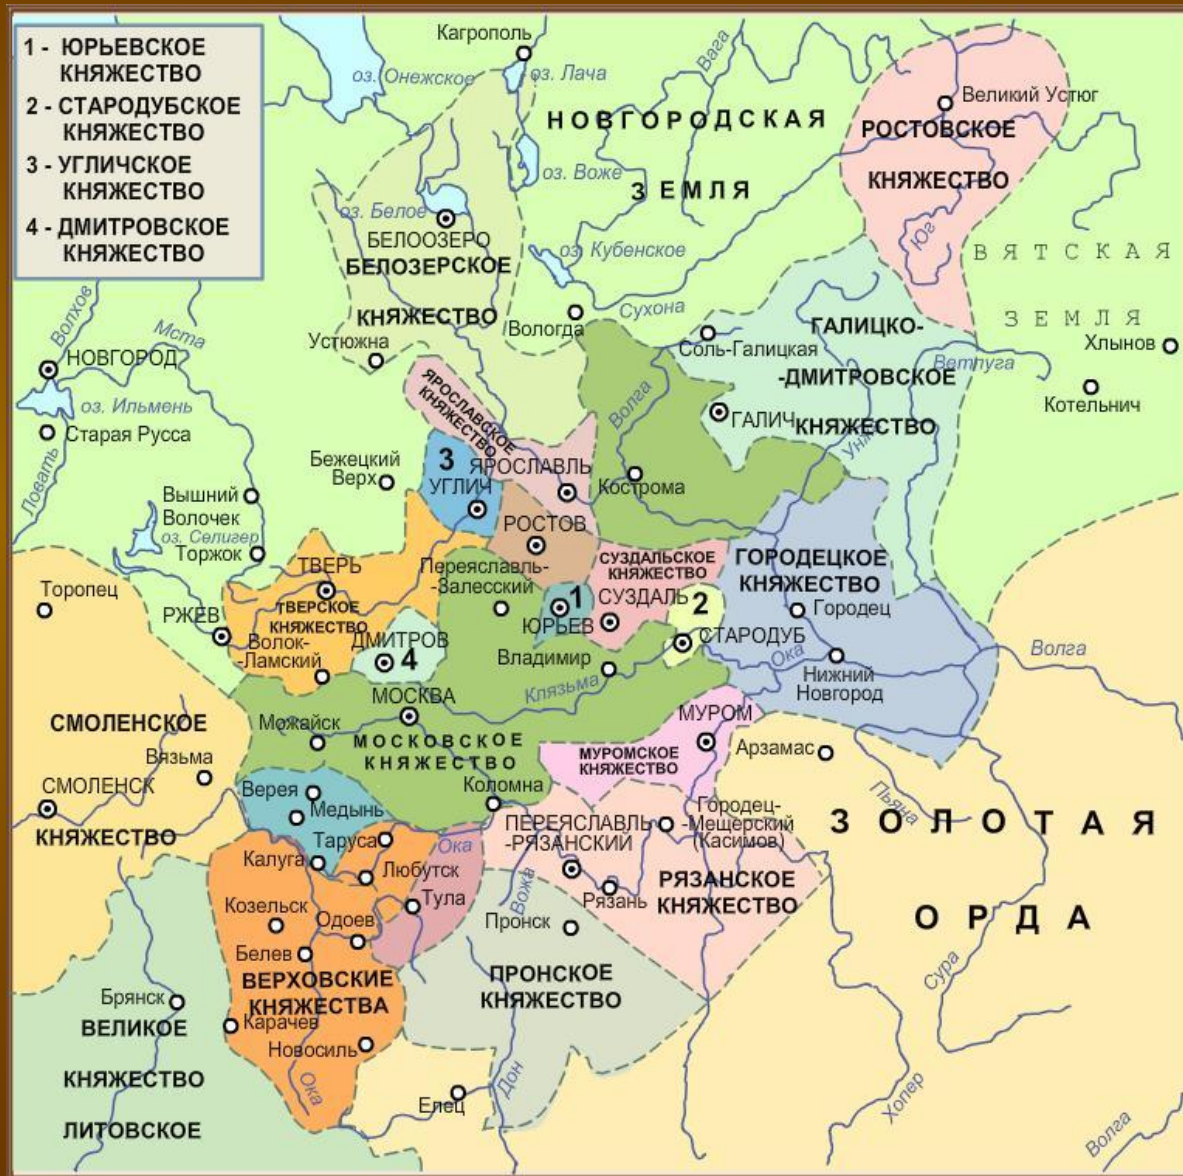 1 - ЮРЬЕВСКОЕ
КНЯЖЕСТВО
2 - СТАРОДУБСКОЕ
КНЯЖЕСТВО
3 - УГЛИЧСКОЕ
КНЯЖЕСТВО
4 - ДМИТРОВСКОЕ
КНЯЖЕСТВО
Кагрополь
оз. Онежское
оз. Лача
Вага
НОВГОРОДСКАЯ
ЗЕМЛЯ
Великий Устюг
РОСТОВСКОЕ
КНЯЖЕСТВО
оз. Воже
оз. Белое
БЕЛООЗЕРО
БЕЛОЗЕРСКОЕ
КНЯЖЕСТВО
оз. Кубенское
Юг
ВЯТСКАЯ
ЗЕМЛЯ
Волхов
Мста
НОВГОРОД
Устюжна
Вологда
Сухона
Соль-Галицкая
ГАЛИЦКО-
-ДМИТРОВСКОЕ
КНЯЖЕСТВО
Хлынов
Ветлуга
Котельнич
оз. Ильмень
Старая Русса
Ловать
ЯРОСЛАВСКОЕ
КНЯЖЕСТВО
Волга
ГАЛИЧ
Унжа
Бежецкий
Верх
3
УГЛИЧ
ЯРОСЛАВЛЬ
Кострома
Вышний
Волочек
оз. Селигер
Торжок
РОСТОВ
СУЗДАЛЬСКОЕ
КНЯЖЕСТВО
ГОРОДЕЦКОЕ
КНЯЖЕСТВО
Торопец
ТВЕРЬ
Переяславль-
-Залесский
ТВЕРСКОЕ
КНЯЖЕСТВО
РЖЕВ
1
ЮРЬЕВ
СУЗДАЛЬ
2
Городец
СТАРОДУБ
Волок-
-Ламский
ДМИТРОВ
4
Владимир
Клязьма
Ока
Нижний
Новгород
Волга
СМОЛЕНСКОЕ
Вязьма
СМОЛЕНСК
КНЯЖЕСТВО
МОСКВА
Можайск
МОСКОВСКОЕ
КНЯЖЕСТВО
МУРОМ
МУРОМСКОЕ
КНЯЖЕСТВО
Арзамас
Пьяна
Верея
Медынь
Коломна
Таруса
Калуга
Любутск
Ока
Тула
ПЕРЕЯСЛАВЛЬ
-РЯЗАНСКИЙ
Городец-
-Мещерский
(Касимов)
ЗОЛОТАЯ
ОРДА
Вожа
Рязань
РЯЗАНСКОЕ
КНЯЖЕСТВО
Козельск
Одоев
Белев
Пронск
ВЕРХОВСКИЕ
КНЯЖЕСТВА
ПРОНСКОЕ
КНЯЖЕСТВО
Сура
Брянск
ВЕЛИКОЕ
КНЯЖЕСТВО
ЛИТОВСКОЕ
Карачев
Новосиль
Ока
Елец
Дон
Хопер
Волга